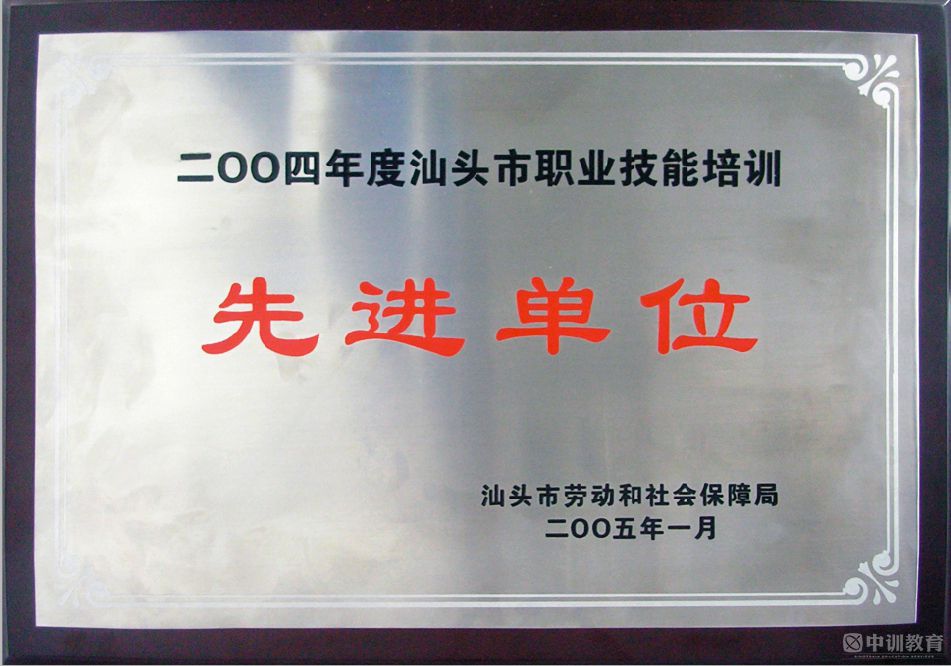 二OO四年度汕头市职业技能培训
先进单位
汕头市劳动和社会保障局
二OO五年一月
中训教育